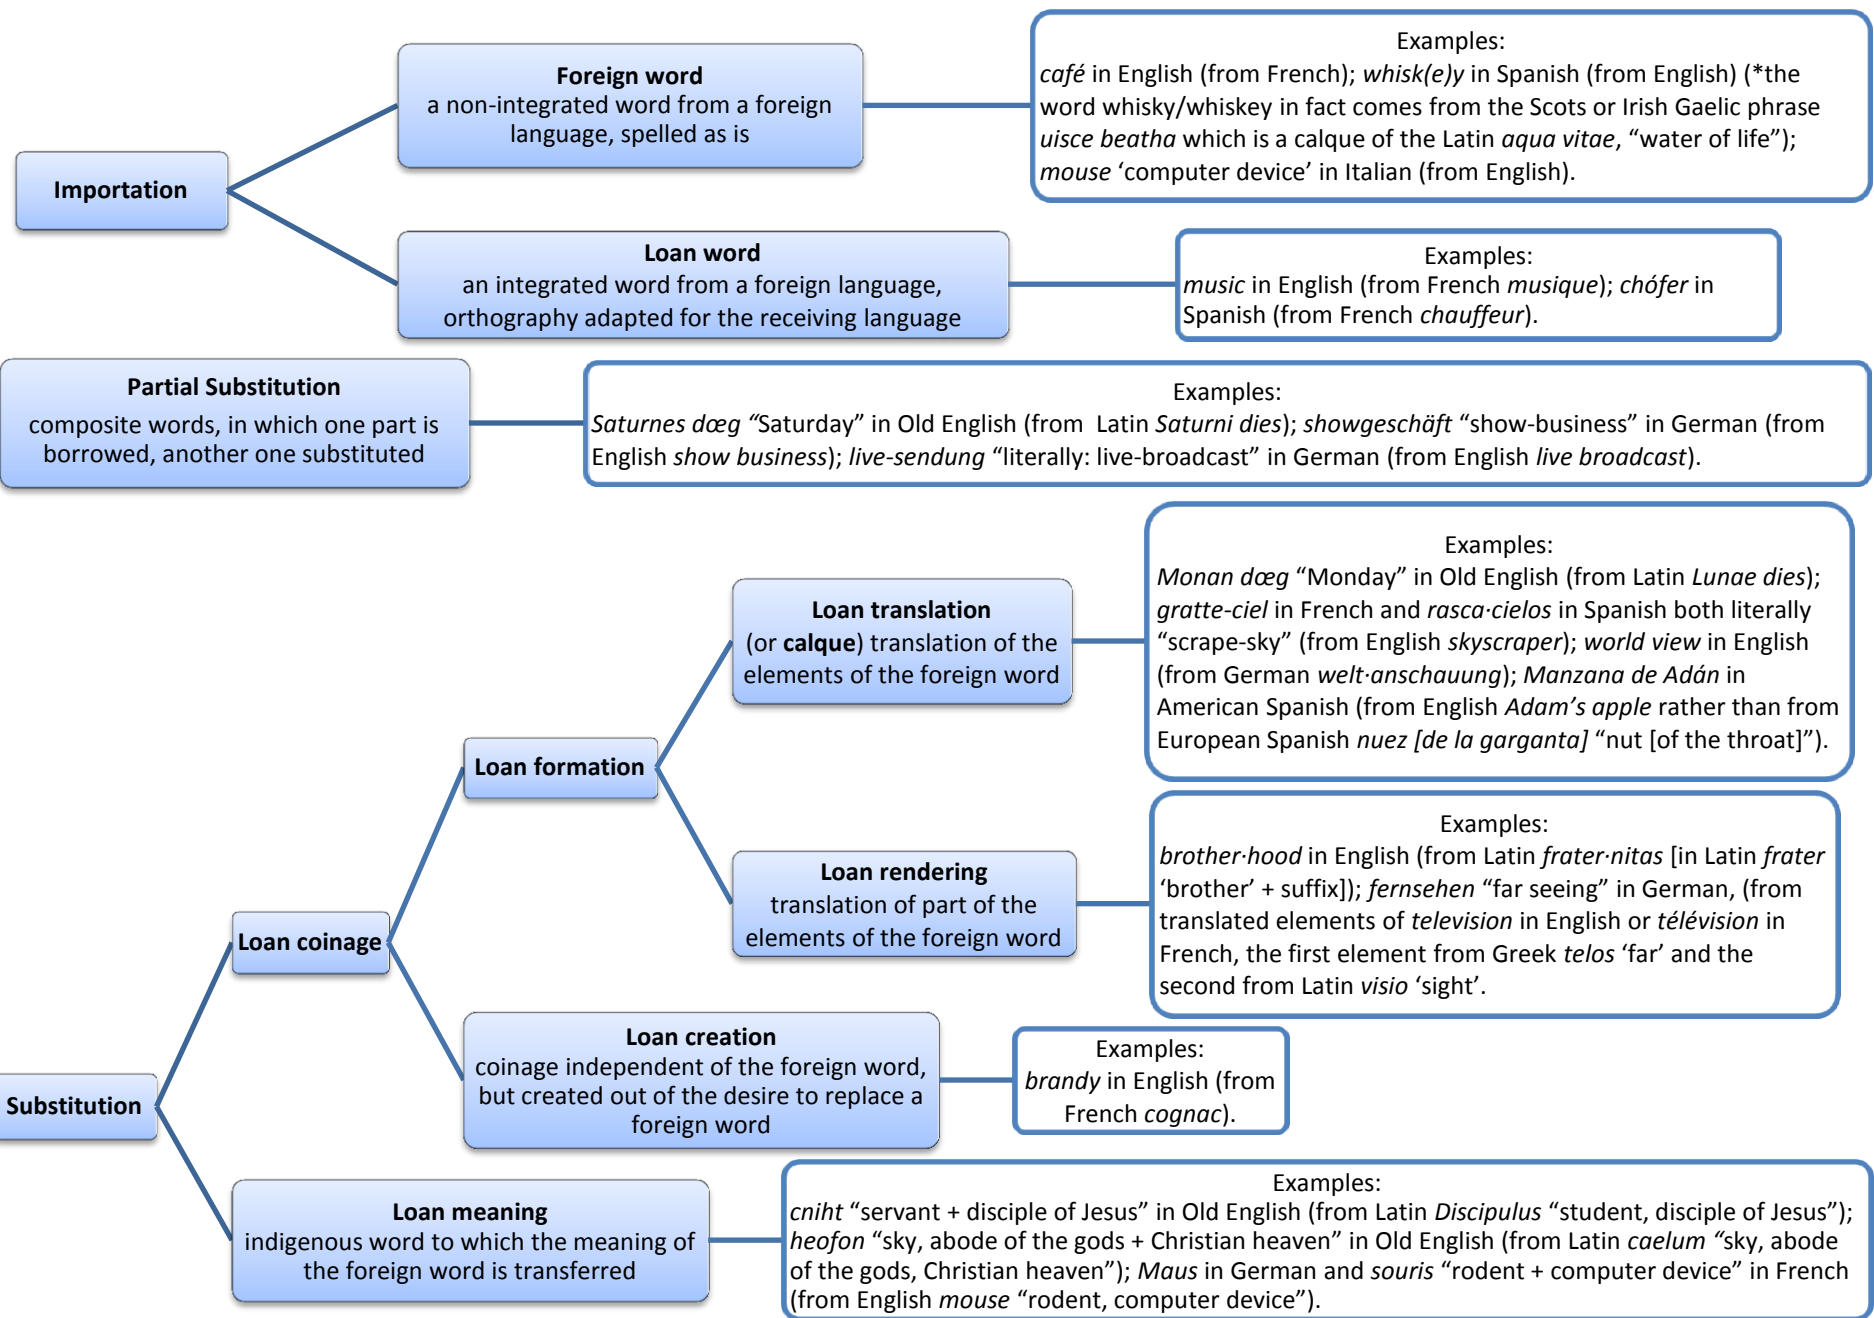 Importation
Foreign word
a non-integrated word from a foreign
language, spelled as is
Examples:
café in English (from French); whisk(e)y in Spanish (from English) (*the
word whisky/whiskey in fact comes from the Scots or Irish Gaelic phrase
uisce beatha which is a calque of the Latin aqua vitae, “water of life”);
mouse ‘computer device’ in Italian (from English).
Loan word
an integrated word from a foreign language,
orthography adapted for the receiving language
Examples:
music in English (from French musique); chófer in
Spanish (from French chauffeur).
Partial Substitution
composite words, in which one part is
borrowed, another one substituted
Examples:
Saturnes dœg “Saturday” in Old English (from Latin Saturni dies); showgeschäft “show-business” in German (from
English show business); live-sendung “literally: live-broadcast” in German (from English live broadcast).
Substitution
Loan coinage
Loan formation
Loan translation
(or calque) translation of the
elements of the foreign word
Examples:
Monan dœg “Monday” in Old English (from Latin Lunae dies);
gratte-ciel in French and rasca·cielos in Spanish both literally
“scrape-sky” (from English skyscraper); world view in English
(from German welt·anschauung); Manzana de Adán in
American Spanish (from English Adam’s apple rather than from
European Spanish nuez [de la garganta] “nut [of the throat]”).
Loan rendering
translation of part of the
elements of the foreign word
Examples:
brother·hood in English (from Latin frater·nitas [in Latin frater
‘brother’ + suffix]); fernsehen “far seeing” in German, (from
translated elements of television in English or télévision in
French, the first element from Greek telos ‘far’ and the
second from Latin visio ‘sight’.
Loan creation
coinage independent of the foreign word,
but created out of the desire to replace a
foreign word
Examples:
brandy in English (from
French cognac).
Loan meaning
indigenous word to which the meaning of
the foreign word is transferred
Examples:
cniht “servant + disciple of Jesus” in Old English (from Latin Discipulus “student, disciple of Jesus”);
heofon “sky, abode of the gods + Christian heaven” in Old English (from Latin caelum “sky, abode
of the gods, Christian heaven”); Maus in German and souris “rodent + computer device” in French
(from English mouse “rodent, computer device”).